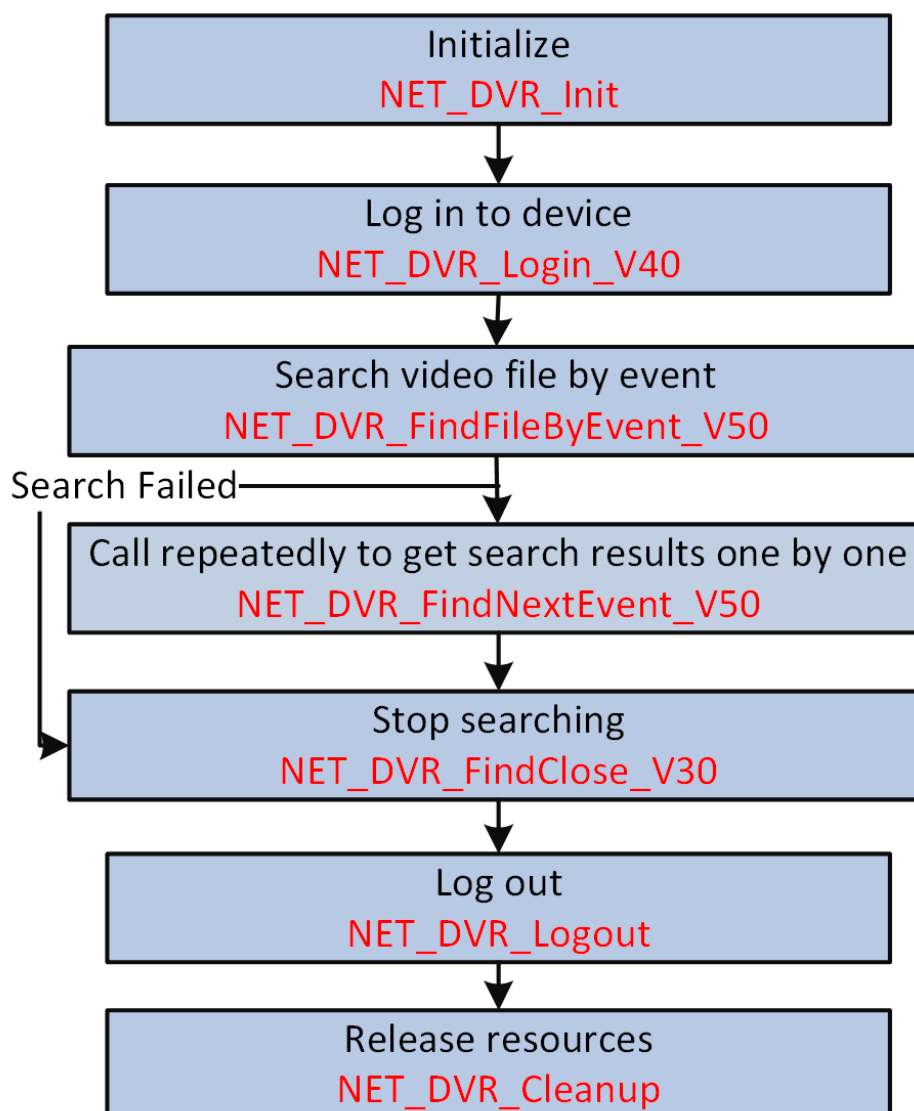 Initialize
NET_DVR_Init
Log in to device
NET_DVR_Login_V40
Search video file by event
NET_DVR_FindFileByEvent_V50
Search Failed
Call repeatedly to get search results one by one
NET_DVR_FindNextEvent_V50
Stop searching
NET_DVR_FindClose_V30
Log out
NET_DVR_Logout
Release resources
NET_DVR_Cleanup